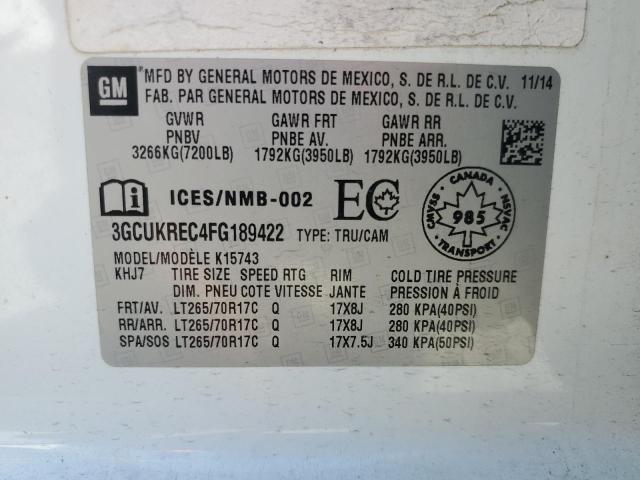 GM
MFD BY GENERAL MOTORS DE MEXICO, S. DE R.L. DE C.V. 11/14
FAB. PAR GENERAL MOTORS DE MEXICO, S. DE R.L. DE C.V.
GVWR GAWR FRT GAWR RR
PNBV PNBE AV. PNBE ARR.
3266KG(7200LB) 1792KG(3950LB) 1792KG(3950LB)
ICES/NMB-002 EC
CANADA
CMVSS 985 NSVAC
TRANSPORT
3GCUKREC4FG189422 TYPE: TRU/CAM
MODEL/MODÈLE K15743
KHJ7 TIRE SIZE SPEED RTG RIM COLD TIRE PRESSURE
DIM. PNEU COTE VITESSE JANTE PRESSION À FROID
FRT/AV. LT265/70R17C Q 17X8J 280 KPA(40PSI)
RR/ARR. LT265/70R17C Q 17X8J 280 KPA(40PSI)
SPA/SOS LT265/70R17C Q 17X7.5J 340 KPA(50PSI)